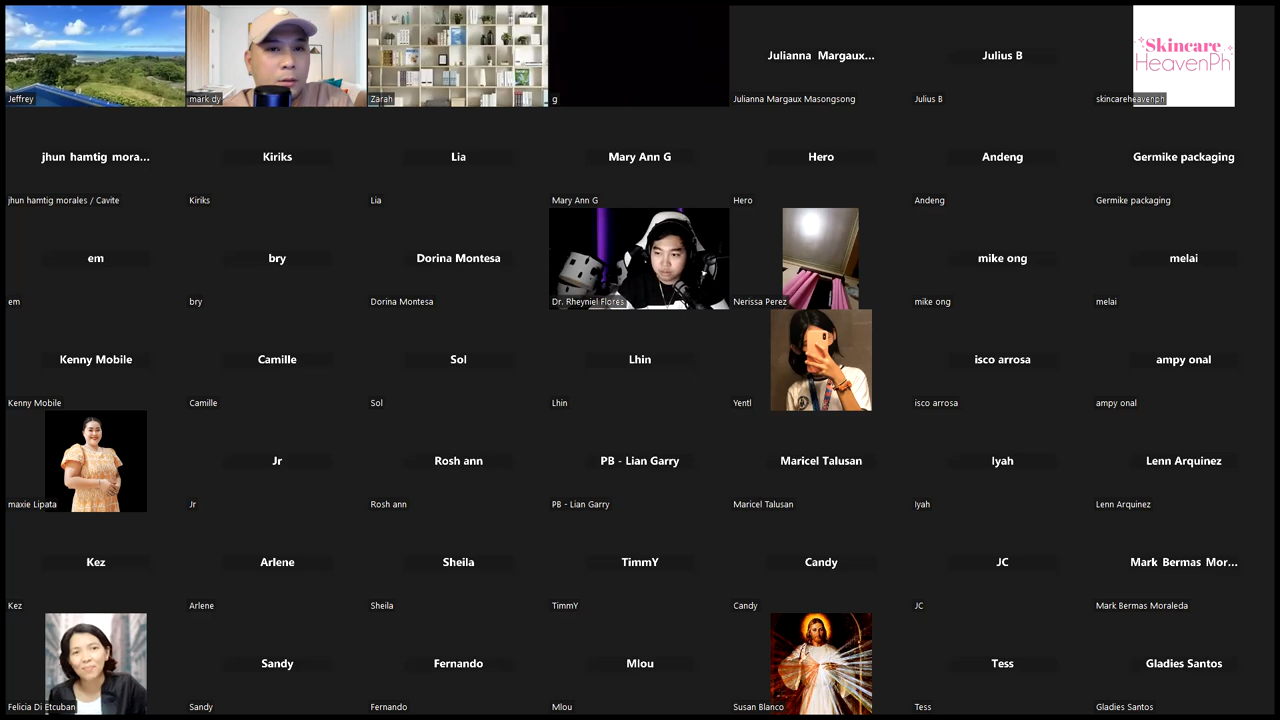 Jeffrey
mark dy
Zarah
g
Julianna Margaux...
Julianna Margaux Masongsong
Julius B
Julius B
Skincare
HeavenPh
skincareheavenph
jhun hamtig mora...
jhun hamtig morales / Cavite
Kiriks
Kiriks
Lia
Lia
Mary Ann G
Mary Ann G
Hero
Hero
Andeng
Andeng
Germike packaging
Germike packaging
em
em
bry
bry
Dorina Montesa
Dorina Montesa
Dr. Rheyniel Flores
Nerissa Perez
mike ong
mike ong
melai
melai
Kenny Mobile
Kenny Mobile
Camille
Camille
Sol
Sol
Lhin
Lhin
Yentl
isco arrosa
isco arrosa
ampy onal
ampy onal
maxie Lipata
Jr
Jr
Rosh ann
Rosh ann
PB - Lian Garry
PB - Lian Garry
Maricel Talusan
Maricel Talusan
Iyah
Iyah
Lenn Arquinez
Lenn Arquinez
Kez
Kez
Arlene
Arlene
Sheila
Sheila
TimmY
TimmY
Candy
Candy
JC
JC
Mark Bermas Mor...
Mark Bermas Moraleda
Felicia Di Etcuban
Sandy
Sandy
Fernando
Fernando
Mlou
Mlou
Susan Blanco
Tess
Tess
Gladies Santos
Gladies Santos